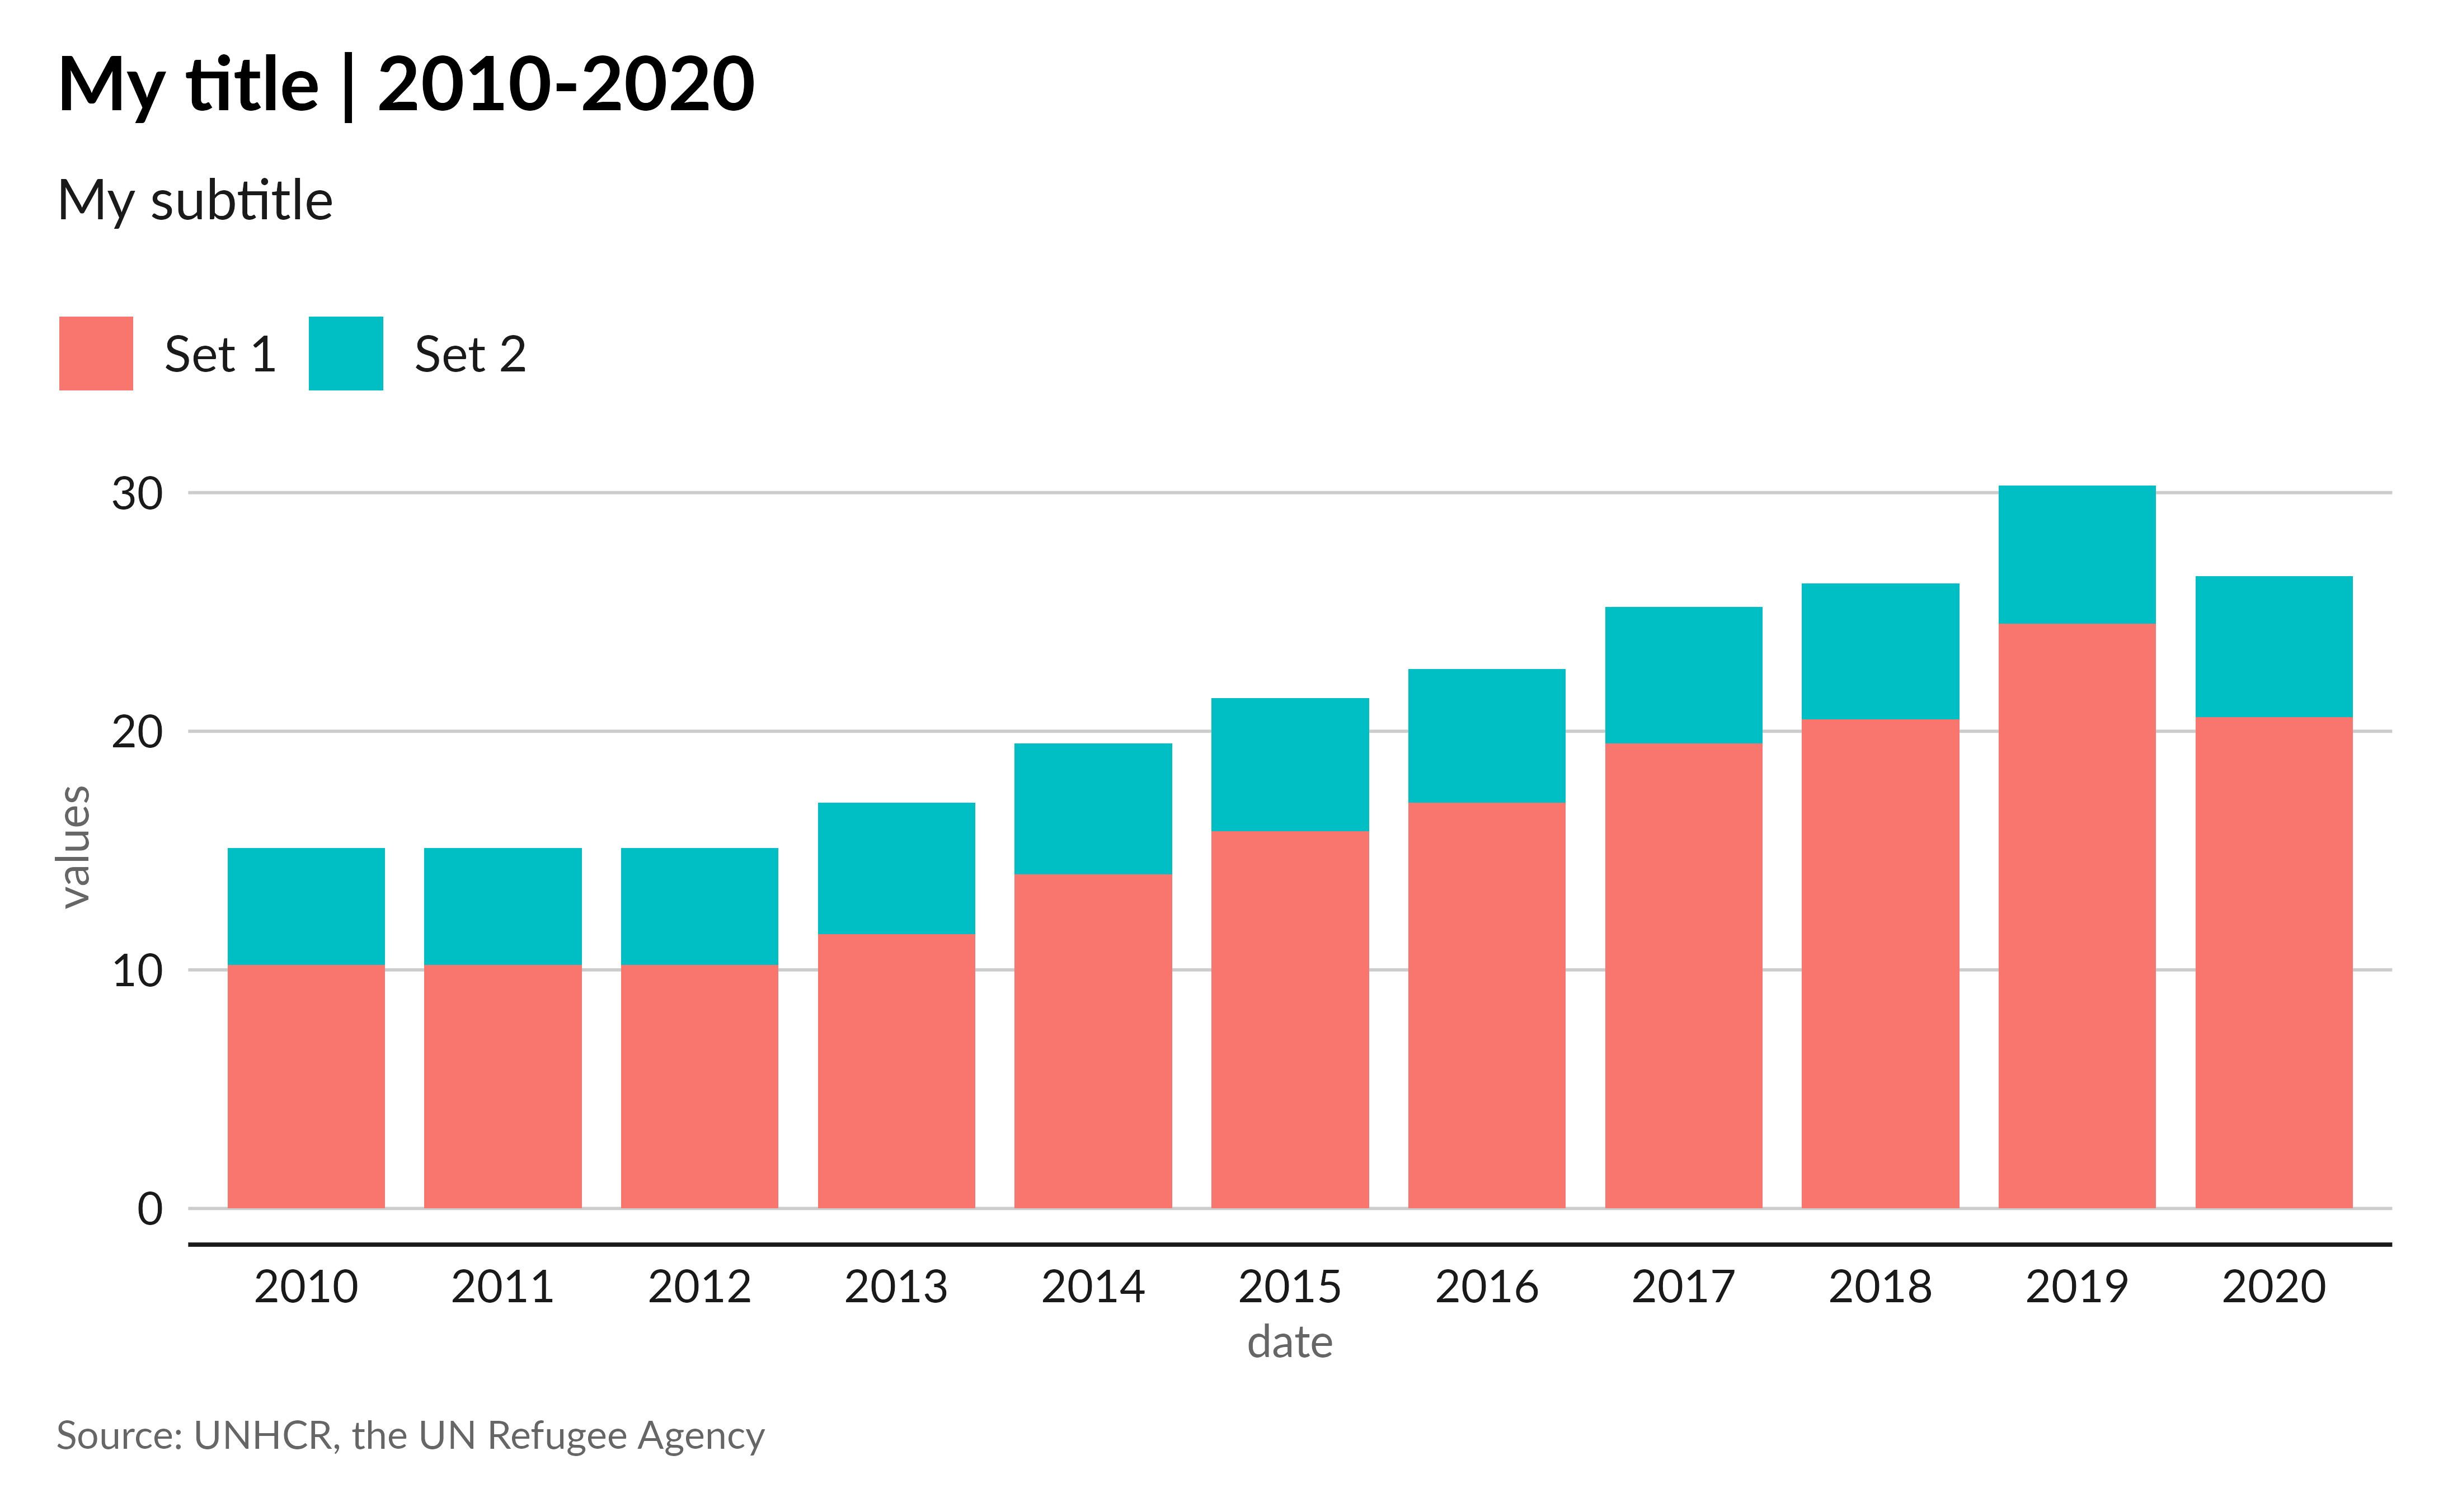 My title | 2010-2020
My subtitle
Set 1 Set 2
30
20
10
0
values
2010 2011 2012 2013 2014 2015 2016 2017 2018 2019 2020
date
Source: UNHCR, the UN Refugee Agency